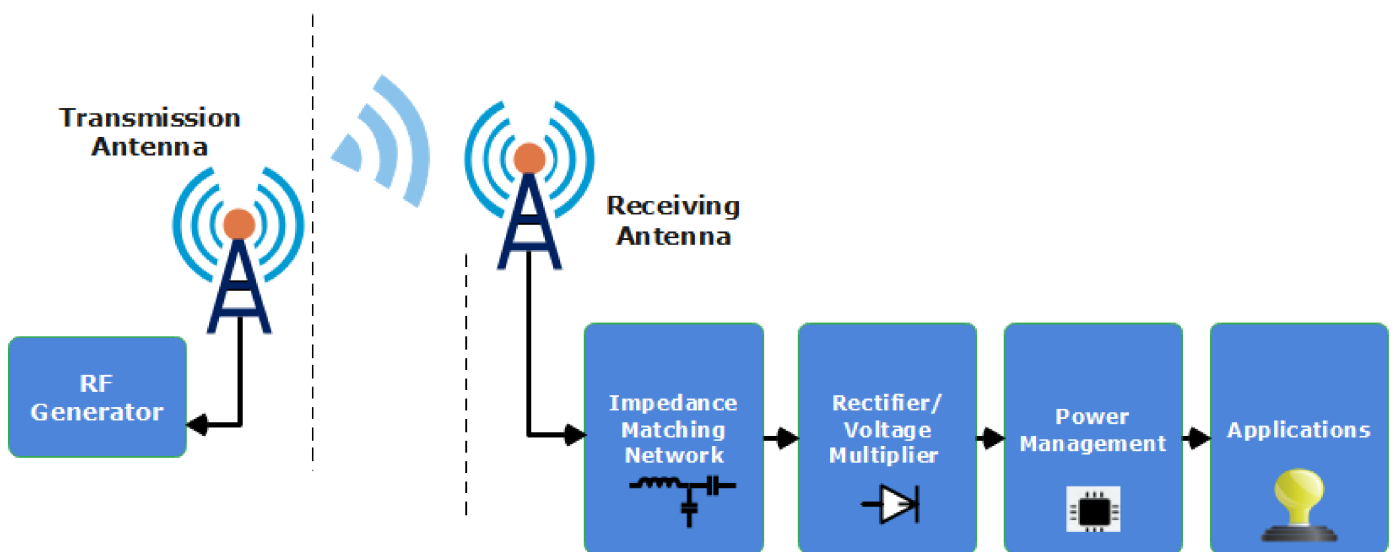 Transmission
Antenna
Receiving
Antenna
RF
Generator
Impedance
Matching
Network
Rectifier/
Voltage
Multiplier
Power
Management
Applications